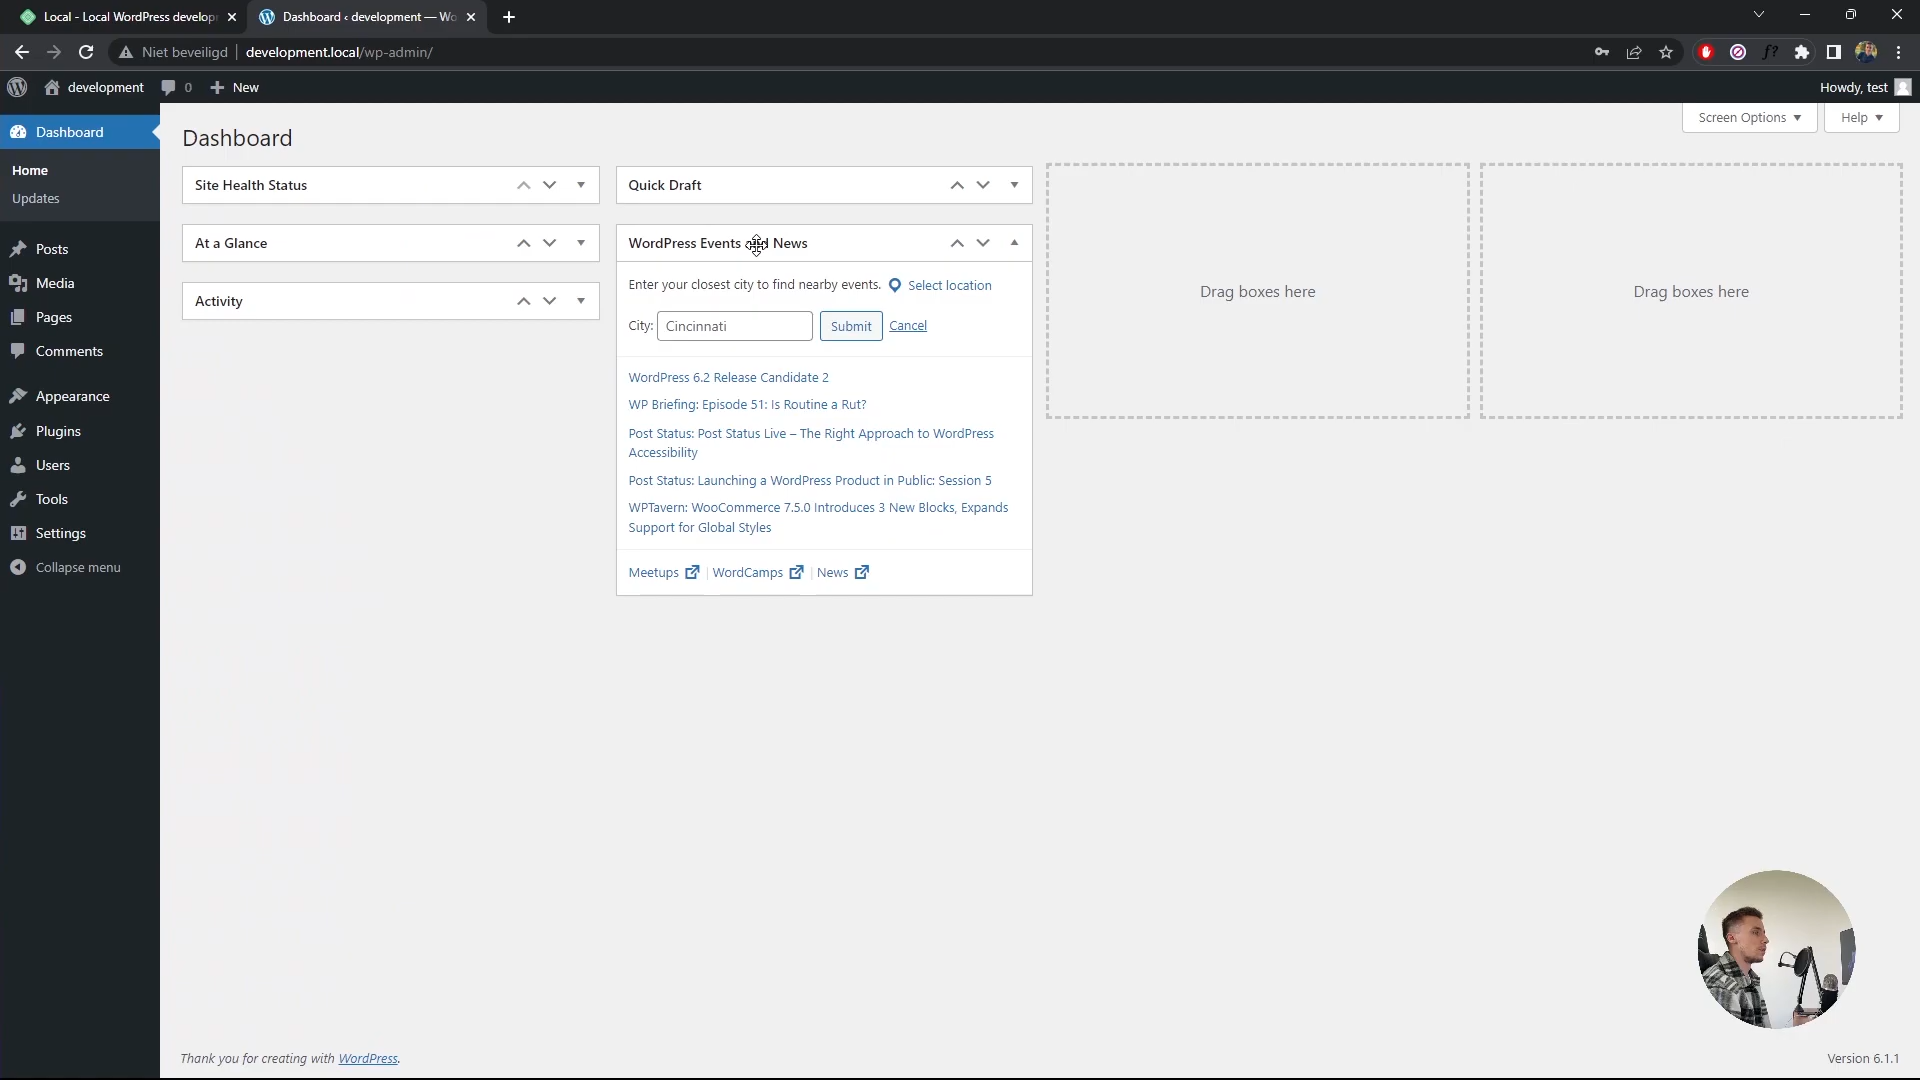 Local - Local WordPress develop
Dashboard ‹ development — Wo
Niet beveiligd
development.local/wp-admin/
development
0
New
Howdy, test
Dashboard
Home
Updates
Posts
Media
Pages
Comments
Appearance
Plugins
Users
Tools
Settings
Collapse menu
Screen Options
Help
Dashboard
Site Health Status
At a Glance
Activity
Quick Draft
WordPress Events and News
Enter your closest city to find nearby events. Select location
City: Cincinnati Submit Cancel
WordPress 6.2 Release Candidate 2
WP Briefing: Episode 51: Is Routine a Rut?
Post Status: Post Status Live – The Right Approach to WordPress
Accessibility
Post Status: Launching a WordPress Product in Public: Session 5
WPTavern: WooCommerce 7.5.0 Introduces 3 New Blocks, Expands
Support for Global Styles
Meetups | WordCamps | News
Drag boxes here
Drag boxes here
Thank you for creating with WordPress.
Version 6.1.1